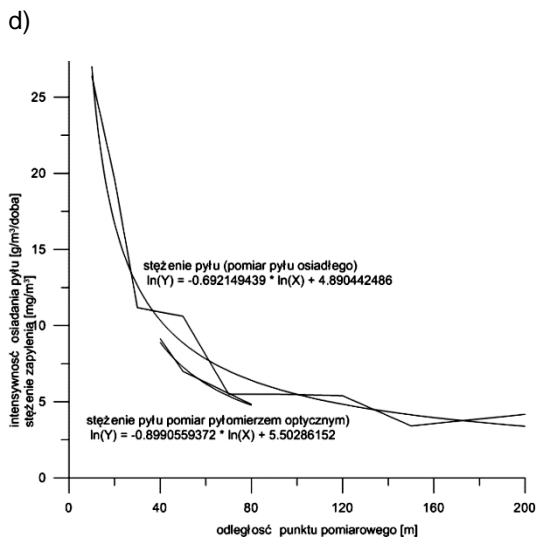 d)
intensywność osiadania pyłu [g/m³/doba]
stężenie zapylenia [mg/m³]
25
20
15
10
5
0
stężenie pyłu (pomiar pyłu osiadłego)
ln(Y) = -0.692149439 * ln(X) + 4.890442486
stężenie pyłu pomiar pyłomierzem optycznym)
ln(Y) = -0.8990559372 * ln(X) + 5.50286152
0 40 80 120 160 200
odległosć punktu pomiarowego [m]